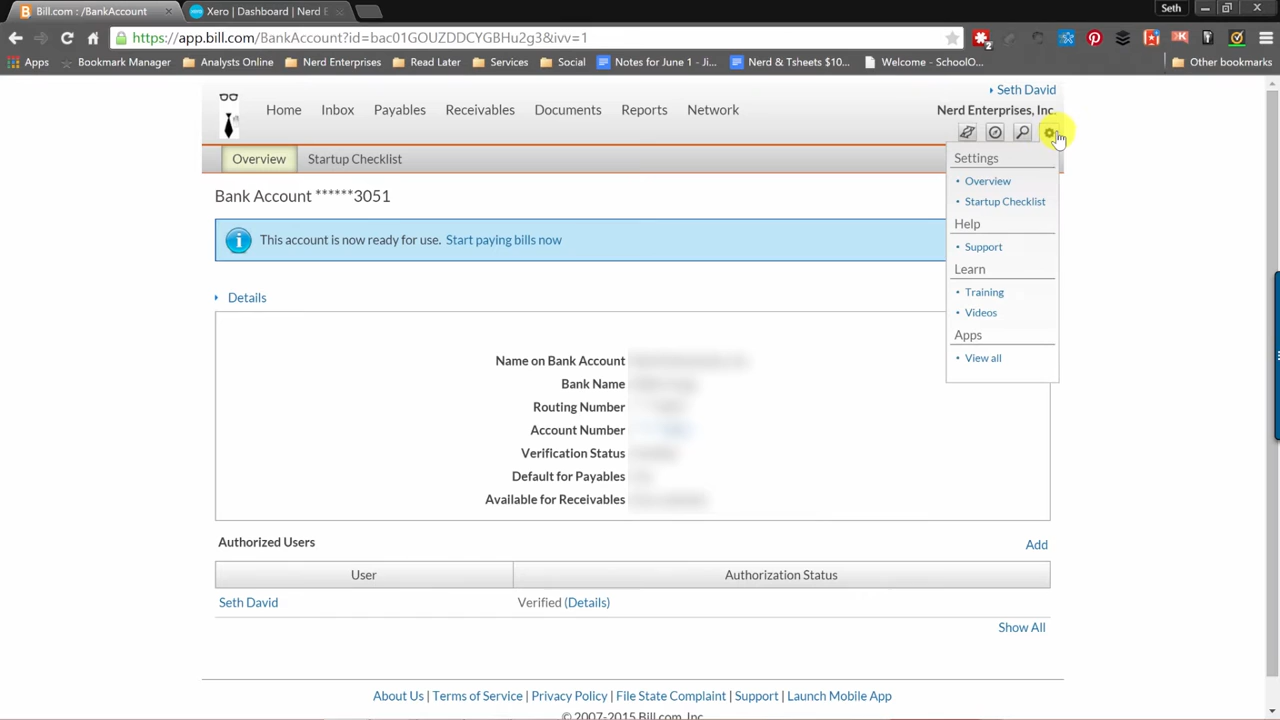 Bill.com : /BankAccount
Xero | Dashboard | Nerd E
Seth
https://app.bill.com/BankAccount?id=bac01GOUZDDCYGBHu2g3&ivv=1
2
Apps
Bookmark Manager
Analysts Online
Nerd Enterprises
Read Later
Services
Social
Notes for June 1 - Ji...
Nerd & Tsheets $10...
Welcome - SchoolO...
Other bookmarks
Seth David
Home
Inbox
Payables
Receivables
Documents
Reports
Network
Nerd Enterprises, Inc.
Overview
Startup Checklist
Settings
Overview
Startup Checklist
Help
Support
Learn
Training
Videos
Apps
View all
Bank Account ******3051
This account is now ready for use. Start paying bills now
Details
Name on Bank Account
Bank Name
Routing Number
Account Number
Verification Status
Default for Payables
Available for Receivables
Authorized Users
Add
User
Authorization Status
Seth David
Verified (Details)
Show All
About Us | Terms of Service | Privacy Policy | File State Complaint | Support | Launch Mobile App
© 2007-2015 Bill.com, Inc.